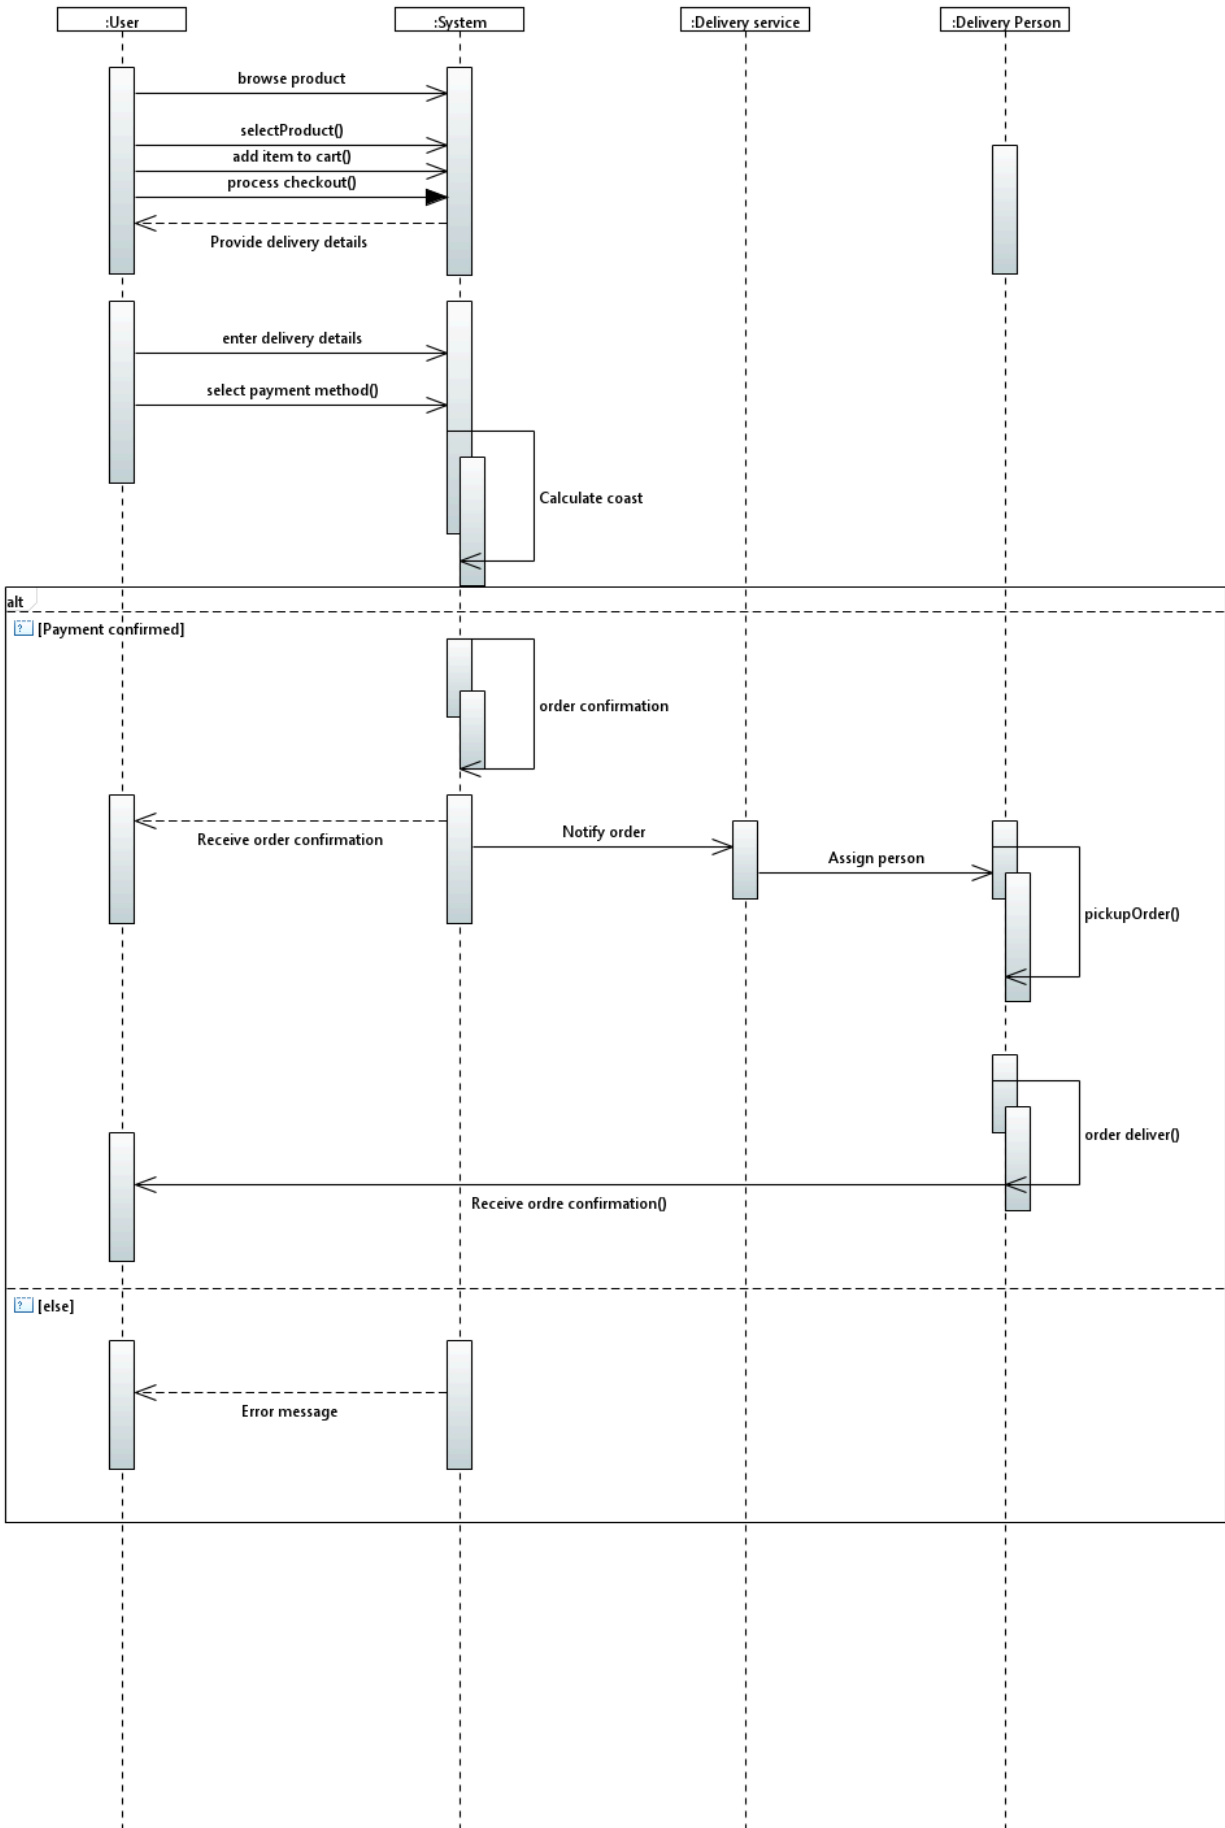 :User
:System
:Delivery service
:Delivery Person
browse product
selectProduct()
add item to cart()
process checkout()
Provide delivery details
enter delivery details
select payment method()
Calculate coast
alt
? [Payment confirmed]
order confirmation
Receive order confirmation
Notify order
Assign person
pickupOrder()
order deliver()
Receive ordre confirmation()
? [else]
Error message